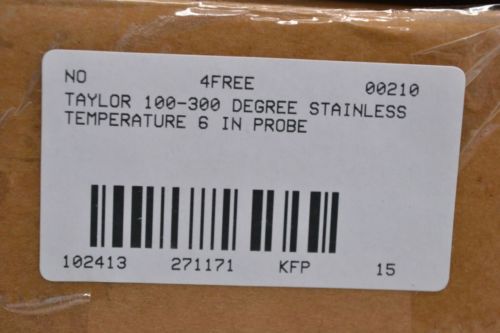 NO 4FREE 00210
TAYLOR 100-300 DEGREE STAINLESS
TEMPERATURE 6 IN PROBE
102413 271171 KFP 15